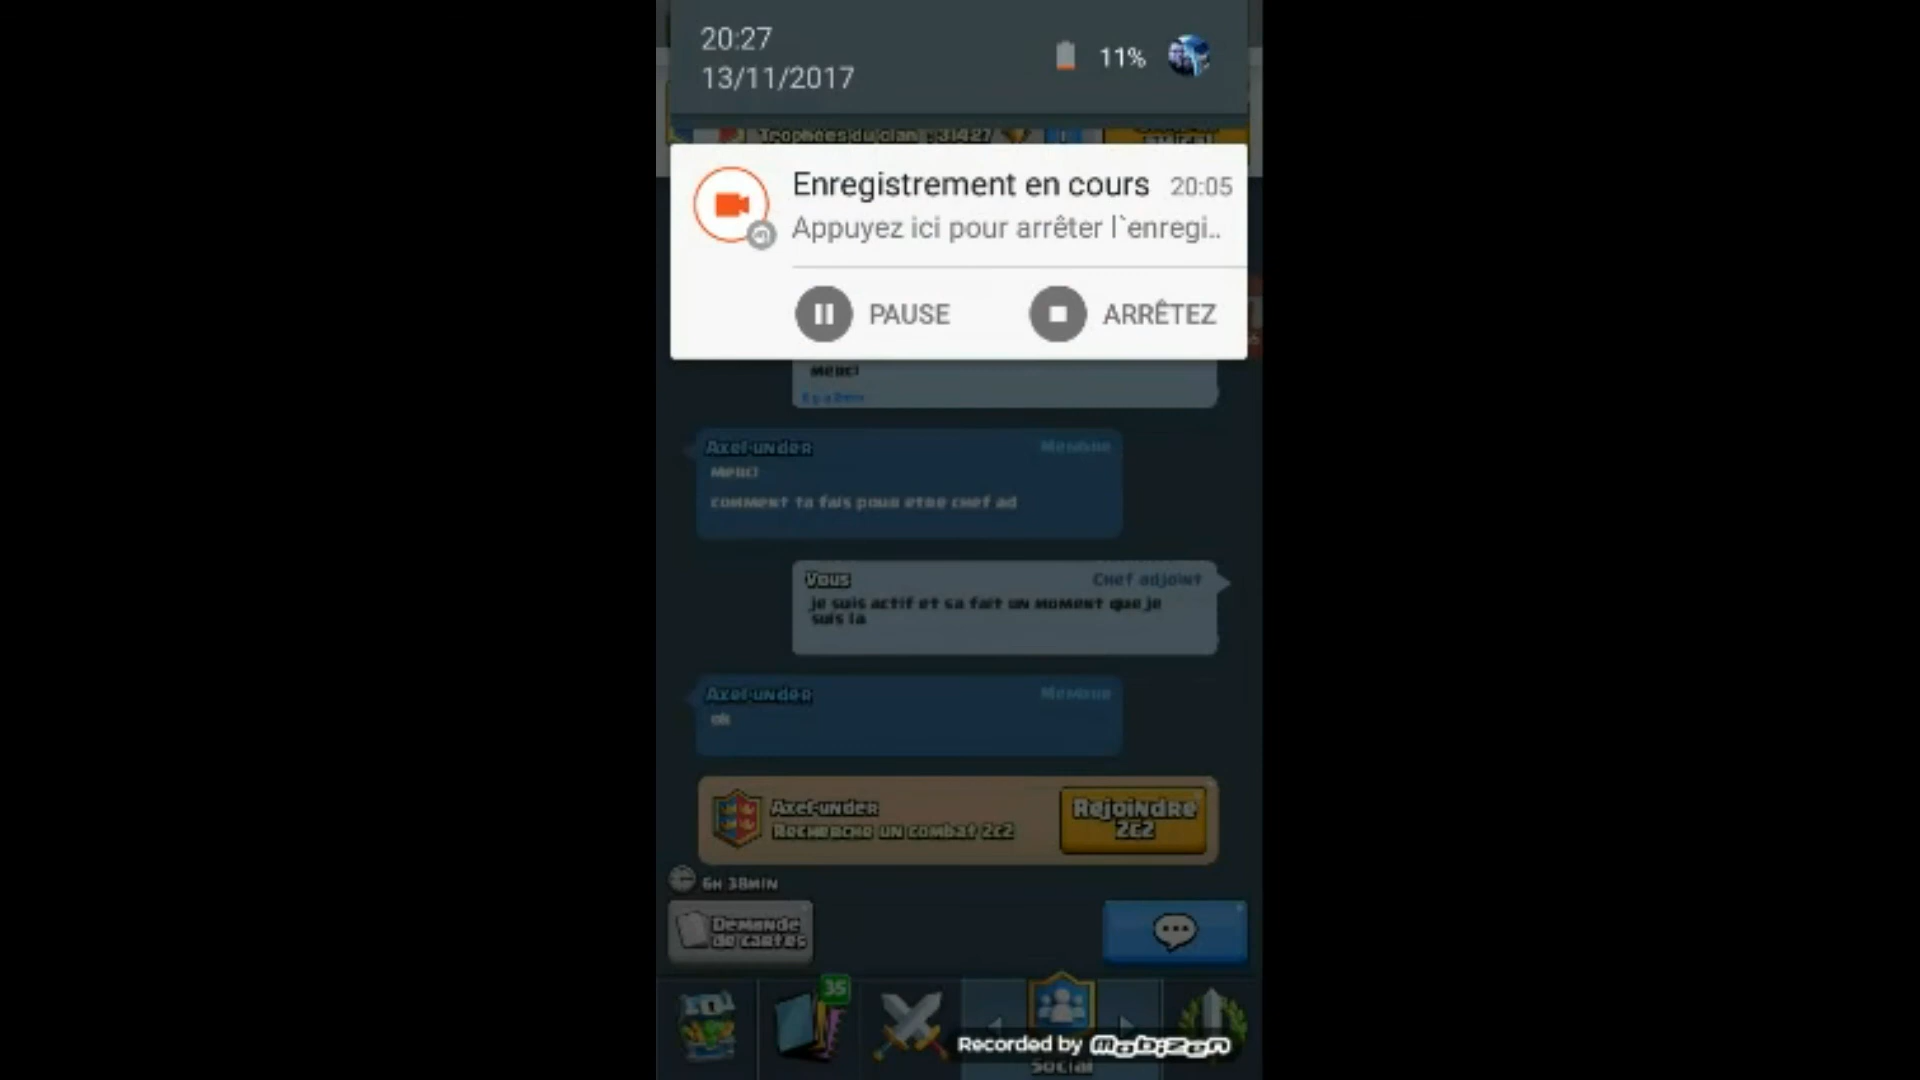 20:27
11%
13/11/2017
Trophées du clan : 31427
Enregistrement en cours 20:05
Appuyez ici pour arrêter l`enregi..
PAUSE
ARRÊTEZ
Merci
Il y a 8min
Axel-under Membre
Merci
comment ta fais pour etre chef ad
Vous Chef adjoint
je suis actif et sa fait un moment que je
suis la
Axel-under Membre
ok
Axel-under
Recherche un combat 2c2
Rejoindre
2c2
6h 38min
Demande
de cartes
35
Recorded by Mobizen
Social